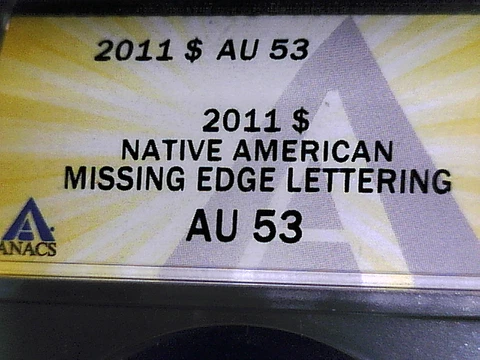 2011 $ AU 53
2011 $
NATIVE AMERICAN
MISSING EDGE LETTERING
AU 53
ANACS